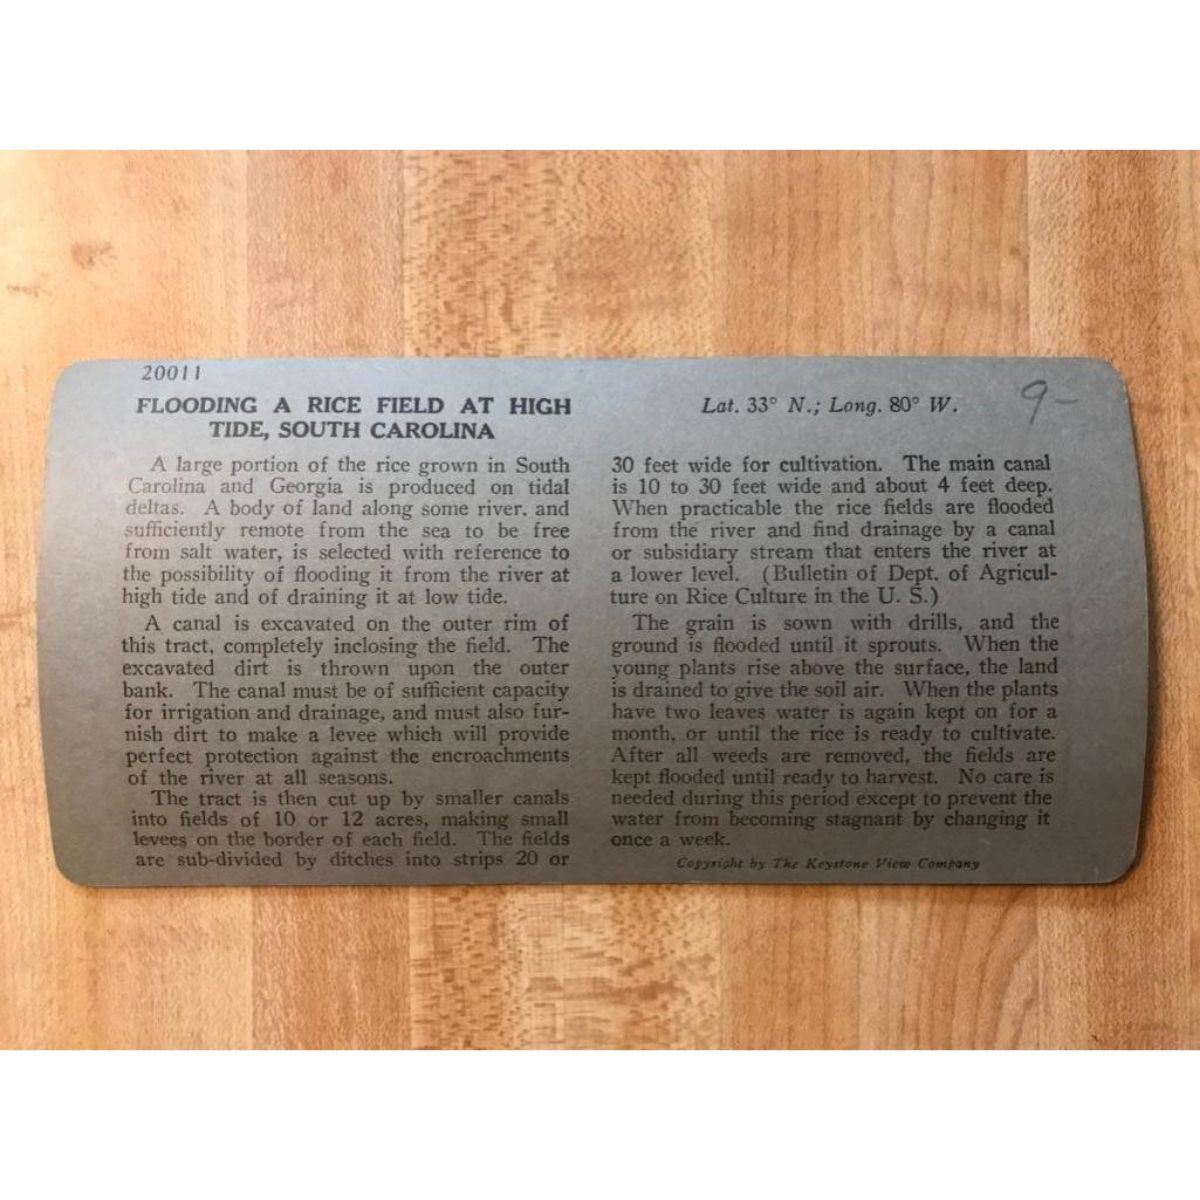 20011
FLOODING A RICE FIELD AT HIGH
TIDE, SOUTH CAROLINA
A large portion of the rice grown in South
Carolina and Georgia is produced on tidal
deltas. A body of land along some river, and
sufficiently remote from the sea to be free
from salt water, is selected with reference to
the possibility of flooding it from the river at
high tide and of draining it at low tide.
A canal is excavated on the outer rim of
this tract, completely inclosing the field. The
excavated dirt is thrown upon the outer
bank. The canal must be of sufficient capacity
for irrigation and drainage, and must also fur-
nish dirt to make a levee which will provide
perfect protection against the encroachments
of the river at all seasons.
The tract is then cut up by smaller canals
into fields of 10 or 12 acres, making small
levees on the border of each field. The fields
are sub-divided by ditches into strips 20 or
Lat. 33° N.; Long. 80° W.
9-
30 feet wide for cultivation. The main canal
is 10 to 30 feet wide and about 4 feet deep.
When practicable the rice fields are flooded
from the river and find drainage by a canal
or subsidiary stream that enters the river at
a lower level. (Bulletin of Dept. of Agricul-
ture on Rice Culture in the U. S.)
The grain is sown with drills, and the
ground is flooded until it sprouts. When the
young plants rise above the surface, the land
is drained to give the soil air. When the plants
have two leaves water is again kept on for a
month, or until the rice is ready to cultivate.
After all weeds are removed, the fields are
kept flooded until ready to harvest. No care is
needed during this period except to prevent the
water from becoming stagnant by changing it
once a week.
Copyright by The Keystone View Company